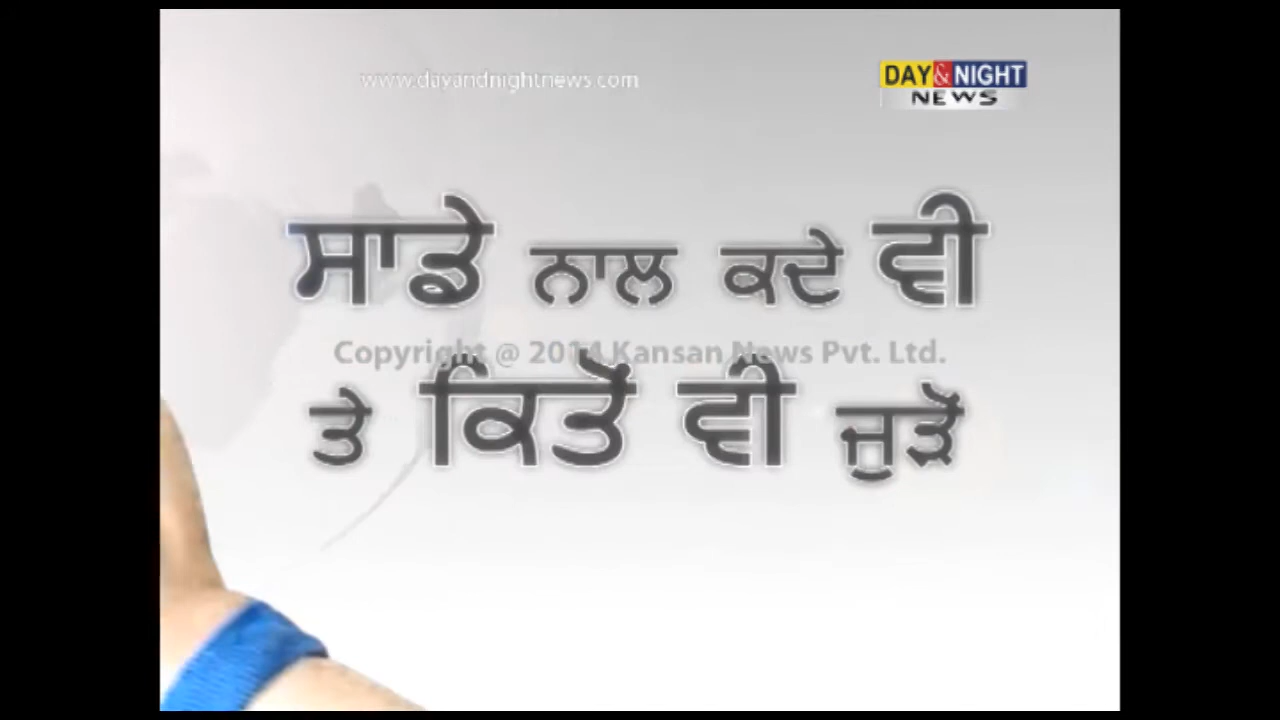 www.dayandnightnews.com
DAY&NIGHT
NEWS
ਸਾਡੇ ਨਾਲ ਕਦੇ ਵੀ
Copyright @ 2014 Kansan News Pvt. Ltd.
ਤੇ ਕਿਤੋਂ ਵੀ ਜੁੜੋਂ